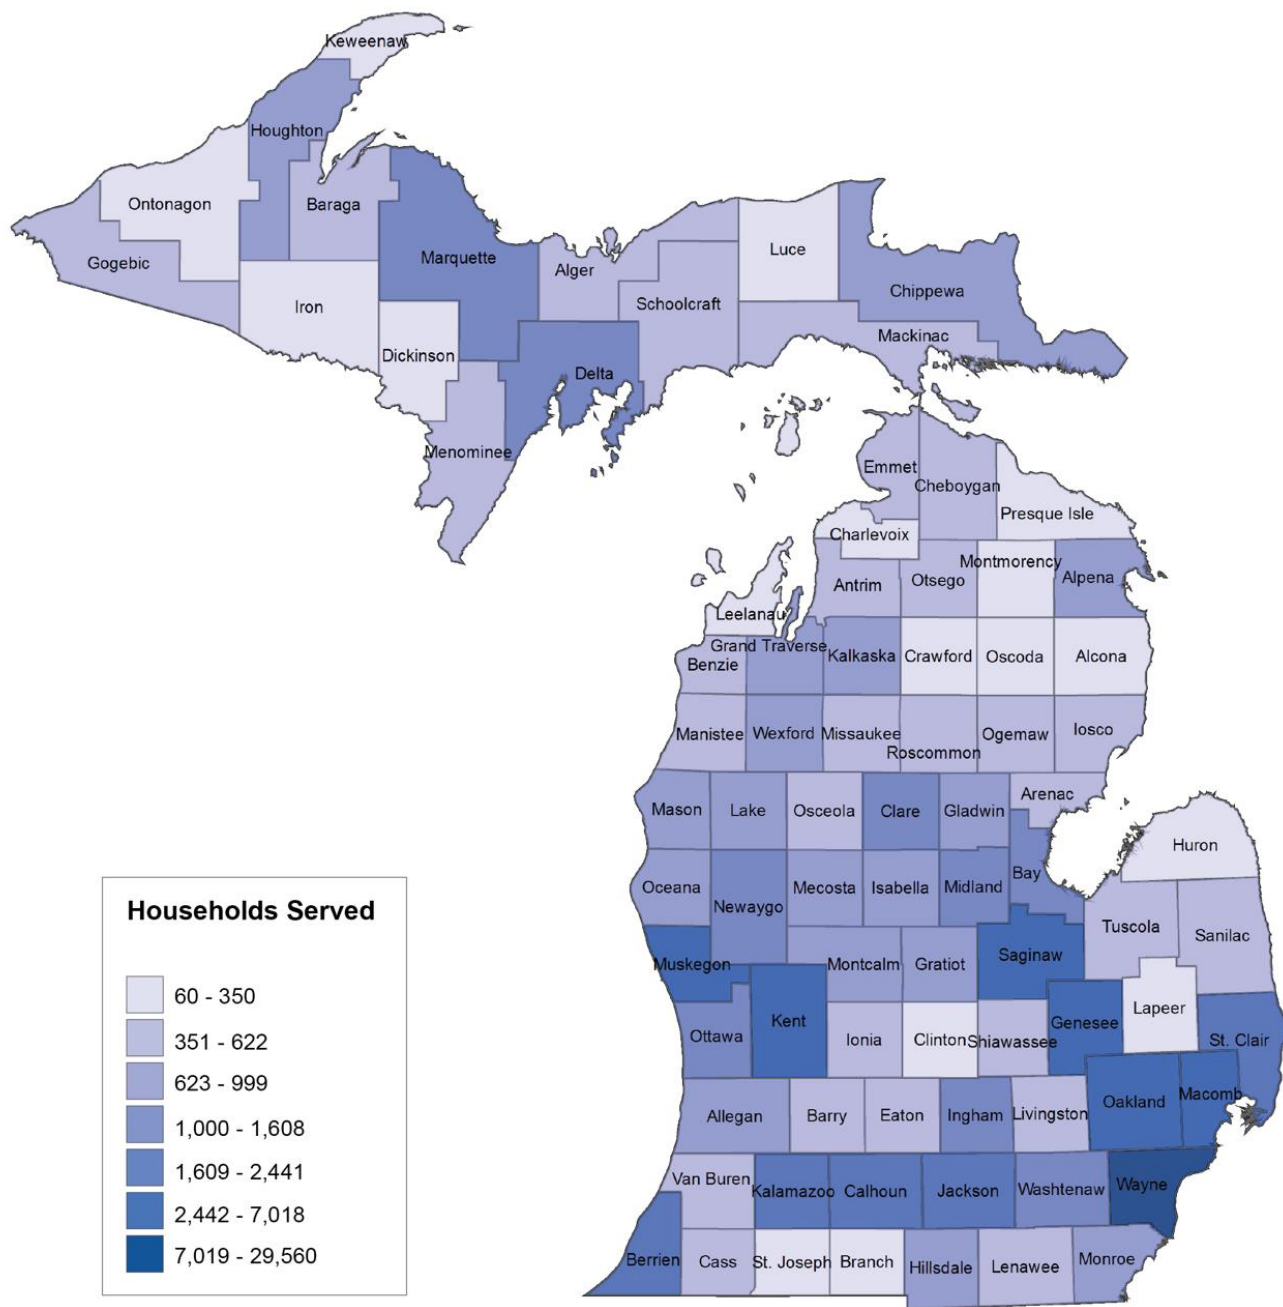 Keweenaw
Houghton
Ontonagon
Baraga
Gogebic
Marquette
Iron
Dickinson
Menominee
Delta
Alger
Schoolcraft
Luce
Chippewa
Mackinac
Emmet
Cheboygan
Presque Isle
Charlevoix
Montmorency
Antrim
Otsego
Alpena
Leelanau
Grand Traverse
Benzie
Kalkaska
Crawford
Oscoda
Alcona
Manistee
Wexford
Missaukee
Roscommon
Ogemaw
Iosco
Mason
Lake
Osceola
Clare
Gladwin
Arenac
Huron
Oceana
Newaygo
Mecosta
Isabella
Midland
Bay
Tuscola
Sanilac
Muskegon
Montcalm
Gratiot
Saginaw
Lapeer
Ottawa
Kent
Ionia
Clinton
Shiawassee
Genesee
St. Clair
Allegan
Barry
Eaton
Ingham
Livingston
Oakland
Macomb
Van Buren
Kalamazoo
Calhoun
Jackson
Washtenaw
Wayne
Berrien
Cass
St. Joseph
Branch
Hillsdale
Lenawee
Monroe
Households Served
60 - 350
351 - 622
623 - 999
1,000 - 1,608
1,609 - 2,441
2,442 - 7,018
7,019 - 29,560